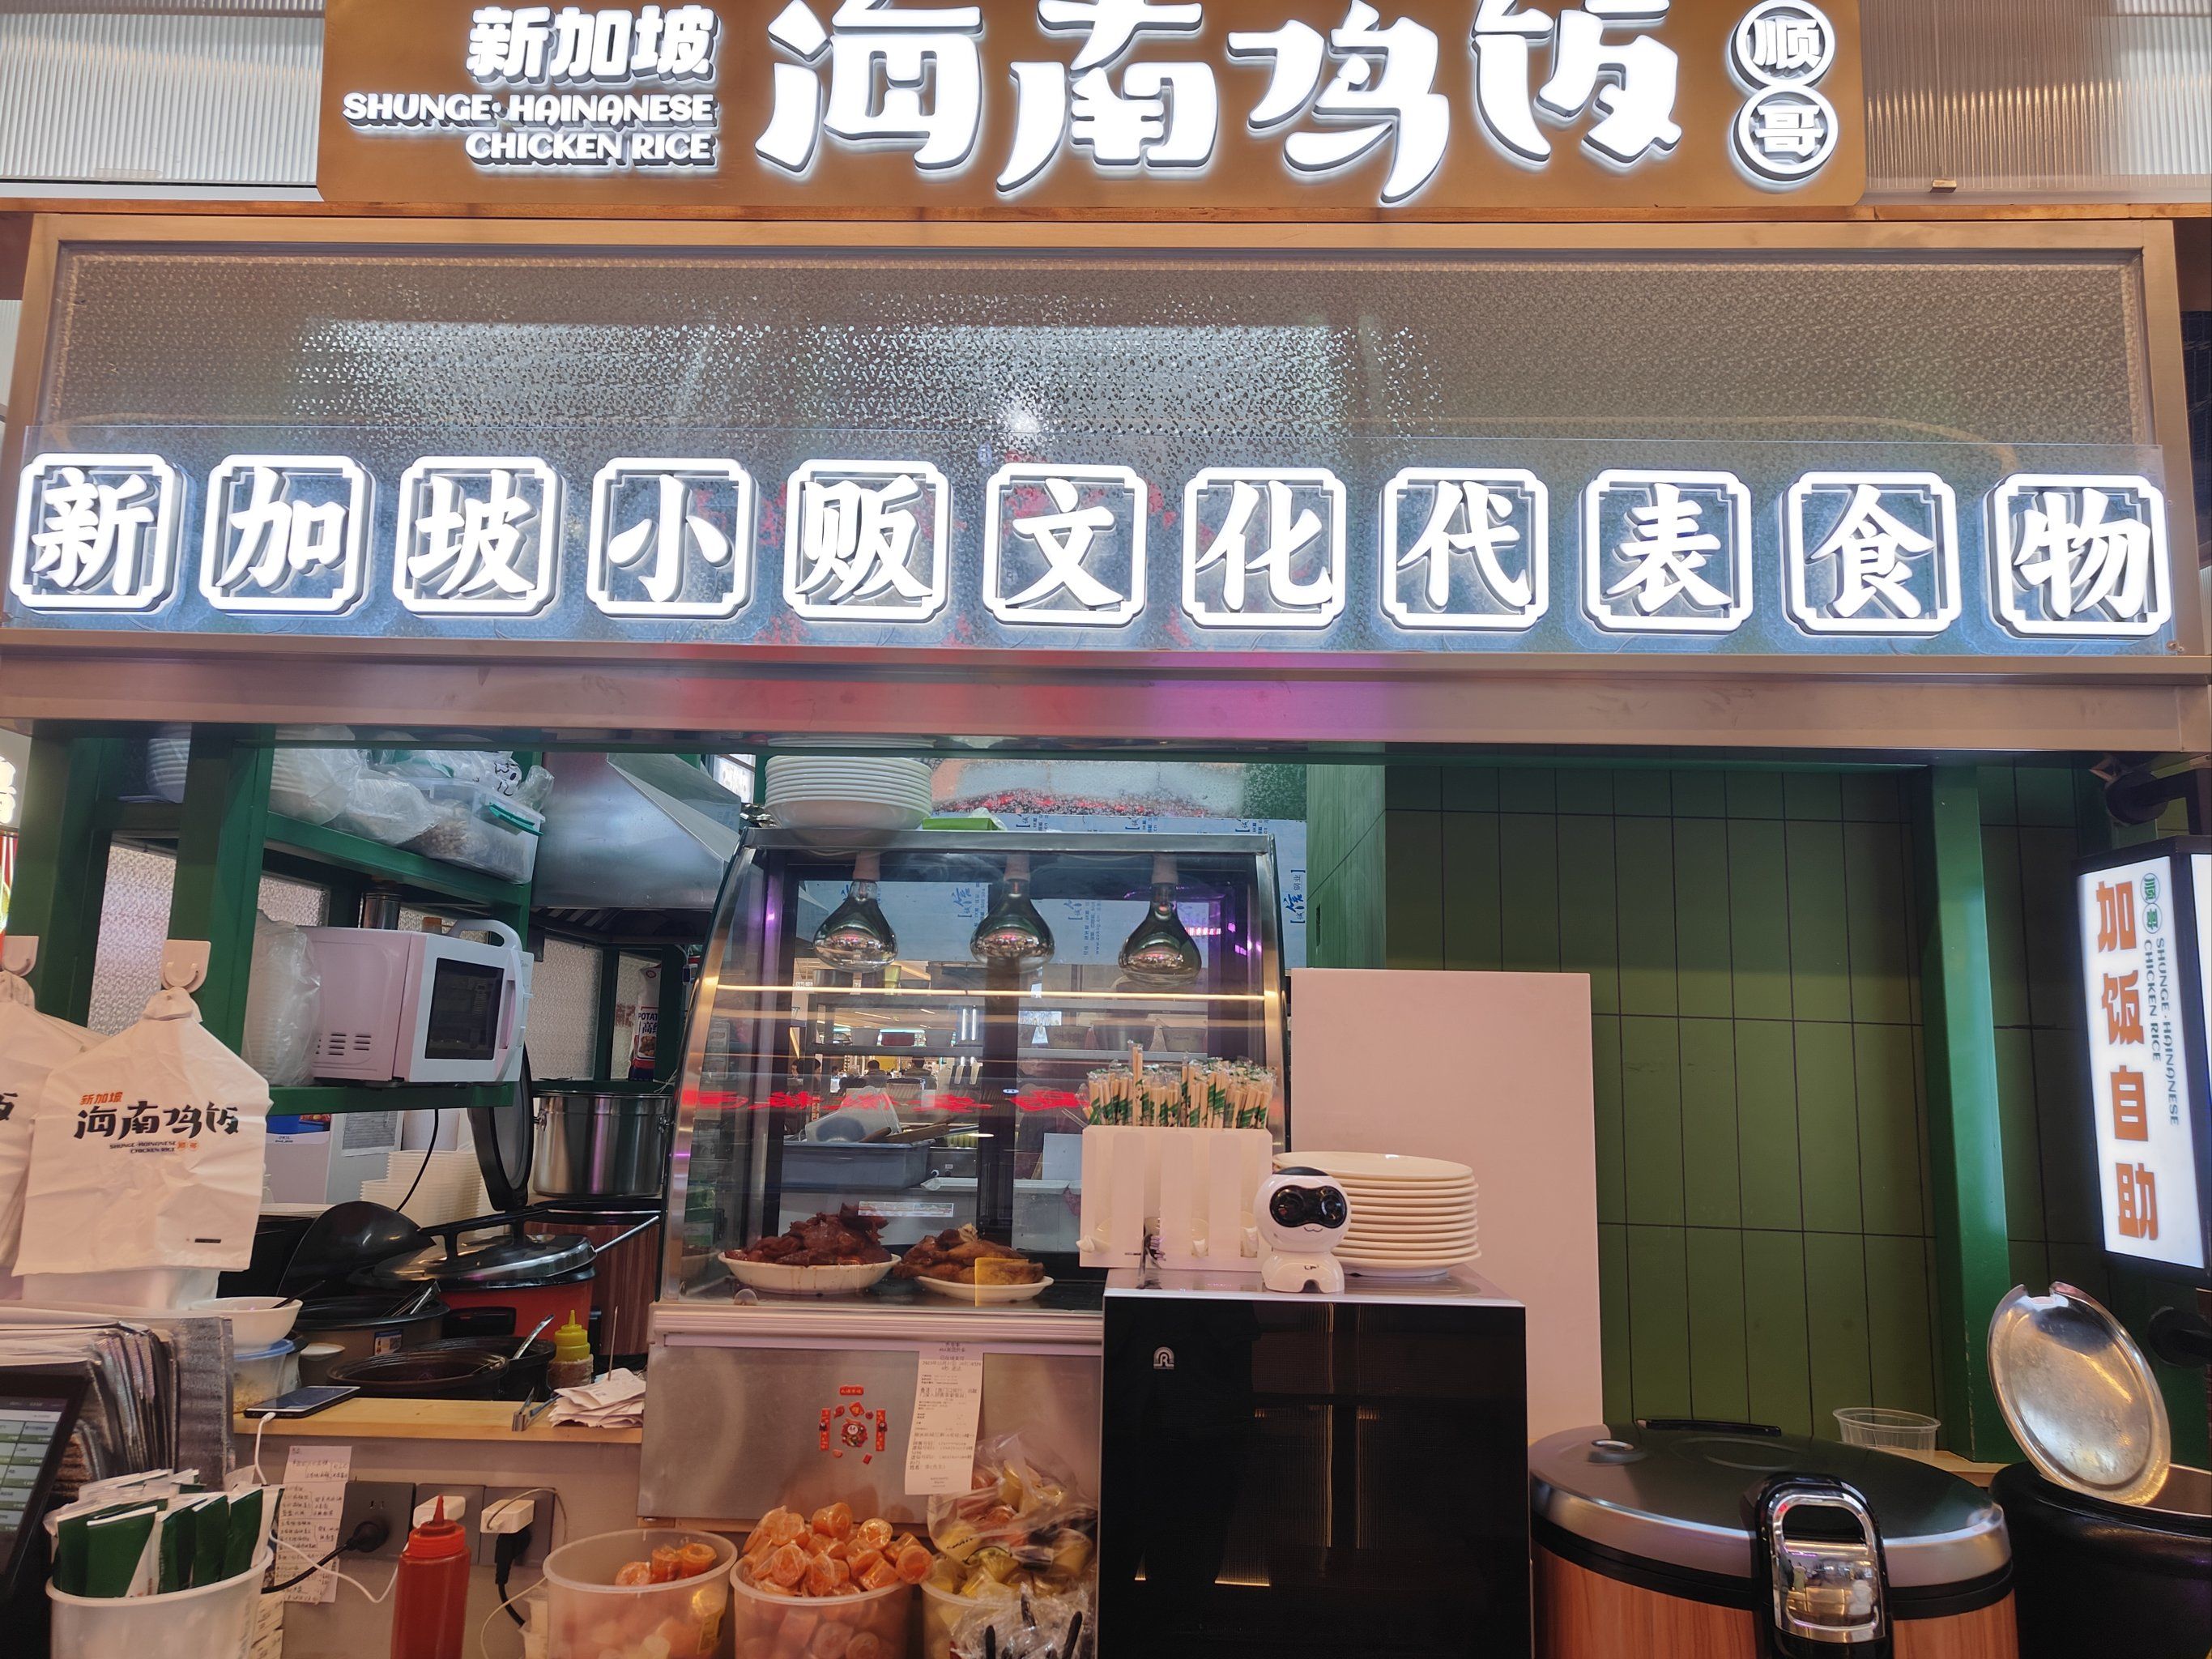 新加坡
SHUNGE·HAINANESE
CHICKEN RICE
海南鸡饭
顺哥
新加坡小贩文化代表食物
顺哥
SHUNGE·HAINANESE
CHICKEN RICE
加饭自助
新加坡
海南鸡饭
SHUNGE·HAINANESE
CHICKEN RICE